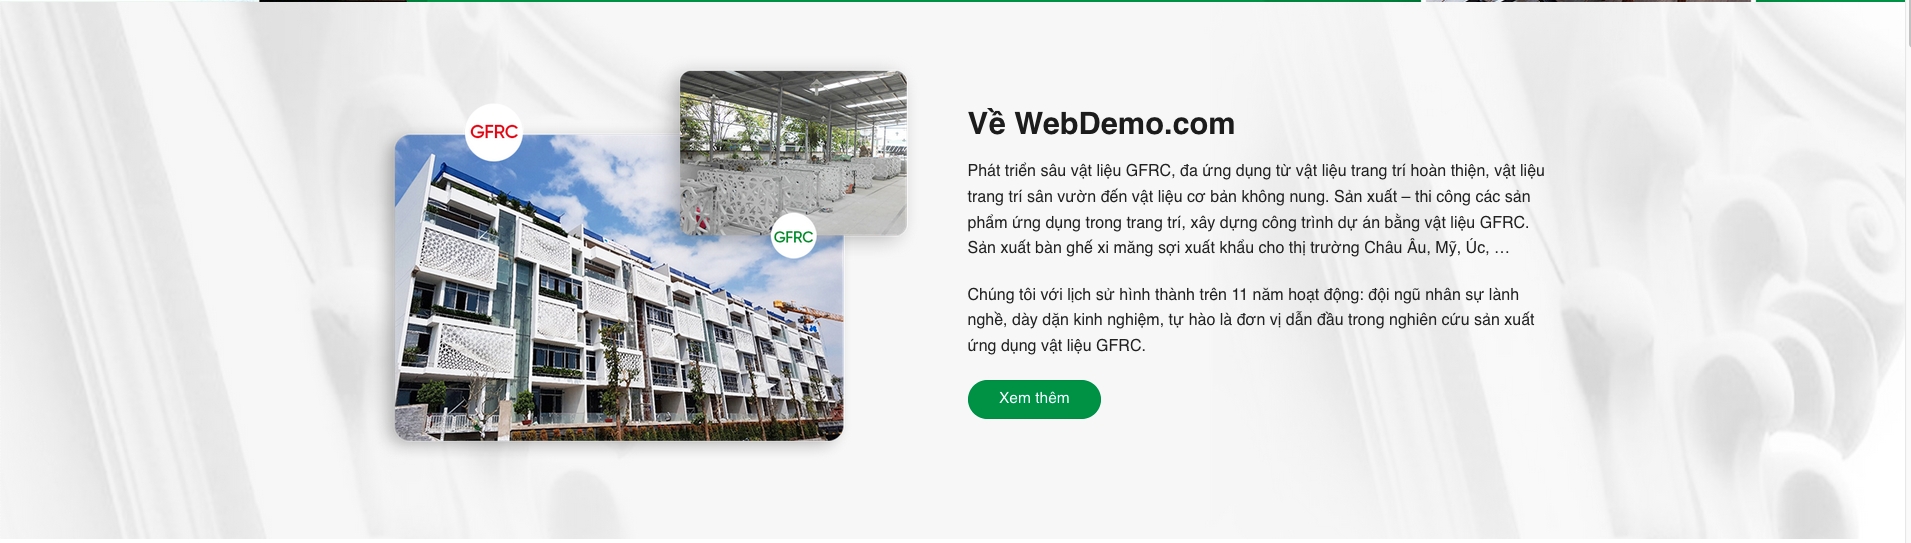 GFRC
GFRC
Về WebDemo.com
Phát triển sâu vật liệu GFRC, đa ứng dụng từ vật liệu trang trí hoàn thiện, vật liệu
trang trí sân vườn đến vật liệu cơ bản không nung. Sản xuất – thi công các sản
phẩm ứng dụng trong trang trí, xây dựng công trình dự án bằng vật liệu GFRC.
Sản xuất bàn ghế xi măng sợi xuất khẩu cho thị trường Châu Âu, Mỹ, Úc, …
Chúng tôi với lịch sử hình thành trên 11 năm hoạt động: đội ngũ nhân sự lành
nghề, dày dặn kinh nghiệm, tự hào là đơn vị dẫn đầu trong nghiên cứu sản xuất
ứng dụng vật liệu GFRC.
Xem thêm